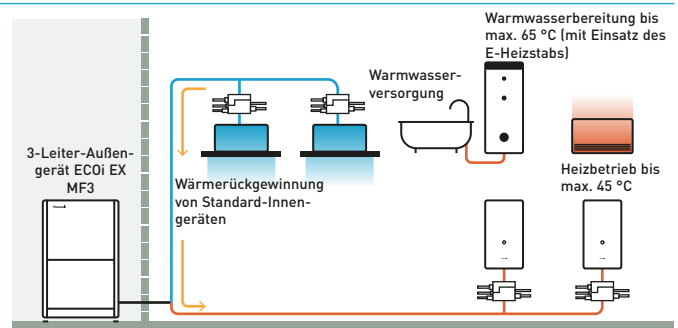 Warmwasserbereitung bis
max. 65 °C (mit Einsatz des
E-Heizstabs)
Warmwasser-
versorgung
3-Leiter-Außen-
gerät ECOi EX
MF3
Wärmerückgewinnung
von Standard-Innen-
geräten
Heizbetrieb bis
max. 45 °C